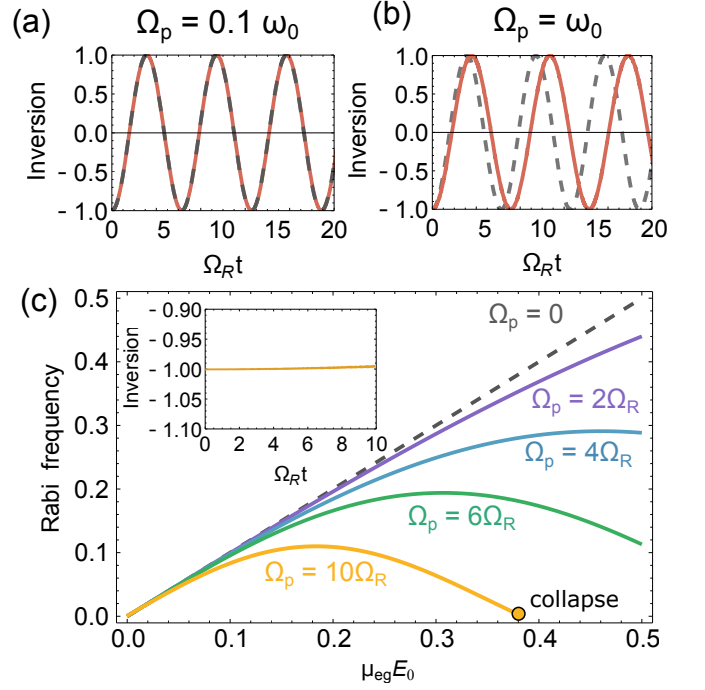 (a)
Ωp = 0.1 ω0
(b)
Ωp = ω0
Inversion
1.0
0.5
0.0
- 0.5
- 1.0
0
5
10
15
20
ΩRt
Inversion
1.0
0.5
0.0
- 0.5
- 1.0
0
5
10
15
20
ΩRt
(c)
Rabi frequency
0.5
0.4
0.3
0.2
0.1
0.0
Inversion
- 0.90
- 0.95
- 1.00
- 1.05
- 1.10
0
2
4
6
8
10
ΩRt
Ωp = 0
Ωp = 2ΩR
Ωp = 4ΩR
Ωp = 6ΩR
Ωp = 10ΩR
collapse
0.0
0.1
0.2
0.3
0.4
0.5
μegE0